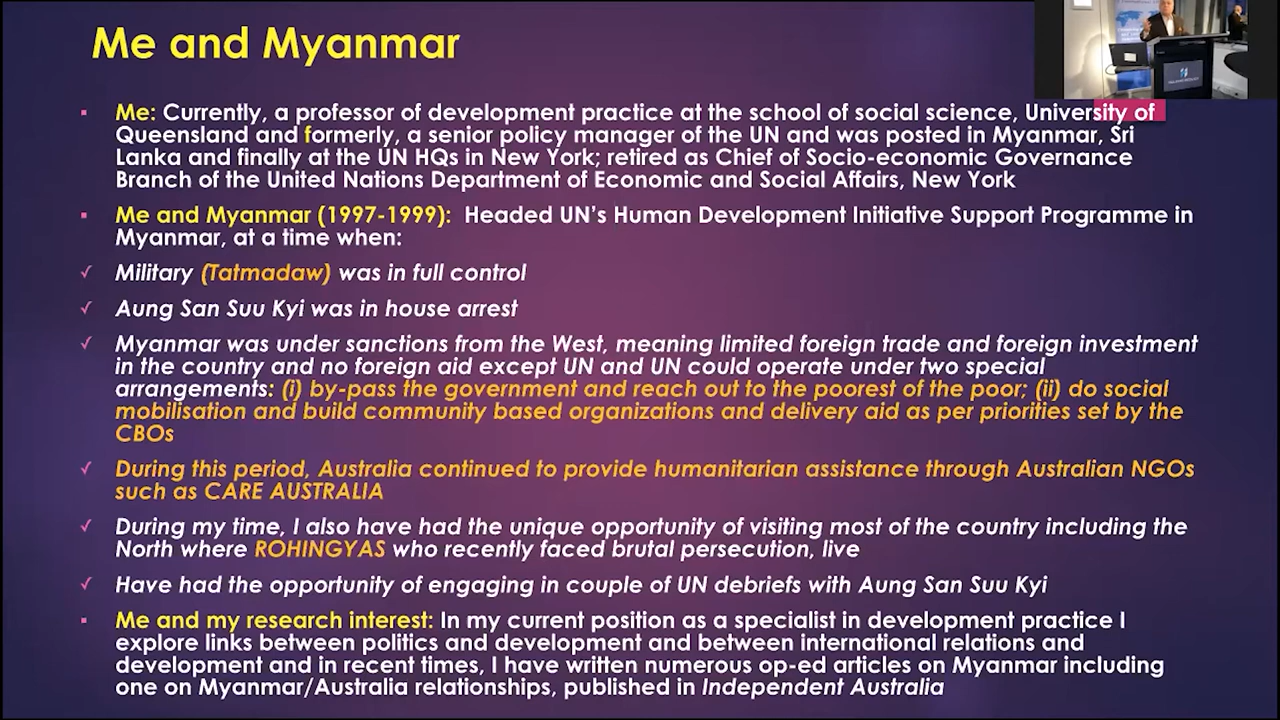 Me and Myanmar
Me: Currently, a professor of development practice at the school of social science, University of
Queensland and formerly, a senior policy manager of the UN and was posted in Myanmar, Sri
Lanka and finally at the UN HQs in New York; retired as Chief of Socio-economic Governance
Branch of the United Nations Department of Economic and Social Affairs, New York
Me and Myanmar (1997-1999): Headed UN's Human Development Initiative Support Programme in
Myanmar, at a time when:
Military (Tatmadaw) was in full control
Aung San Suu Kyi was in house arrest
Myanmar was under sanctions from the West, meaning limited foreign trade and foreign investment
in the country and no foreign aid except UN and UN could operate under two special
arrangements: (i) by-pass the government and reach out to the poorest of the poor; (ii) do social
mobilisation and build community based organizations and delivery aid as per priorities set by the
CBOs
During this period, Australia continued to provide humanitarian assistance through Australian NGOs
such as CARE AUSTRALIA
During my time, I also have had the unique opportunity of visiting most of the country including the
North where ROHINGYAS who recently faced brutal persecution, live
Have had the opportunity of engaging in couple of UN debriefs with Aung San Suu Kyi
Me and my research interest: In my current position as a specialist in development practice I
explore links between politics and development and between international relations and
development and in recent times, I have written numerous op-ed articles on Myanmar including
one on Myanmar/Australia relationships, published in Independent Australia